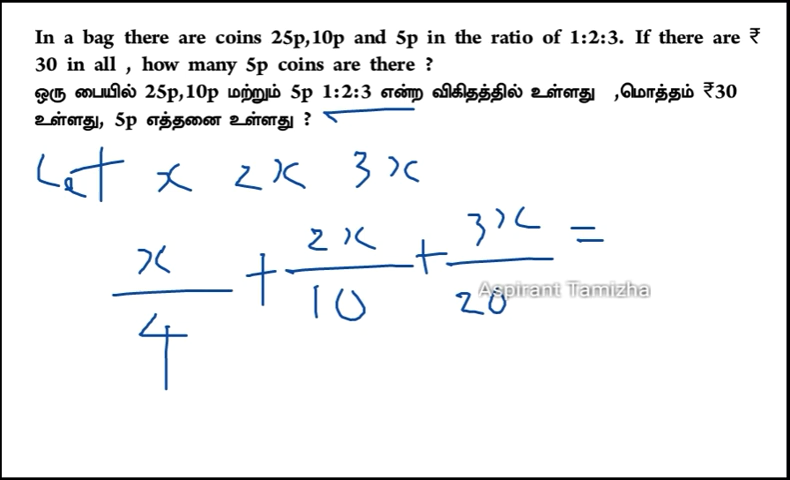 In a bag there are coins 25p,10p and 5p in the ratio of 1:2:3. If there are ₹
30 in all , how many 5p coins are there ?
ஒரு பையில் 25p,10p மற்றும் 5p 1:2:3 என்ற விகிதத்தில் உள்ளது ,மொத்தம் ₹30
உள்ளது, 5p எத்தனை உள்ளது ?
Let x 2x 3x
x/4 + 2x/10 + 3x/20 =
Aspirant Tamizha